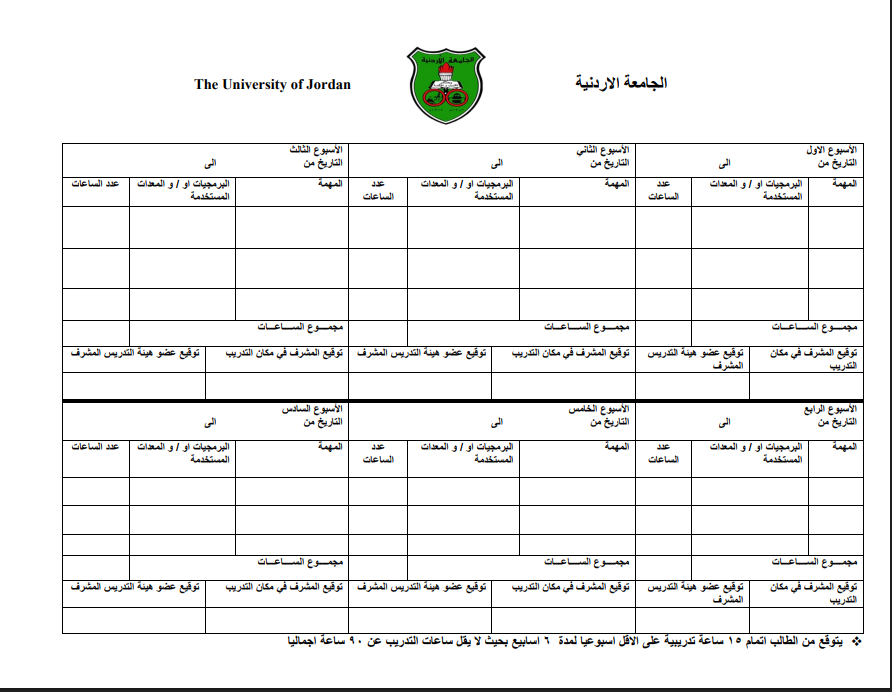 The University of Jordan
الجامعة الاردنية
الجامعة الاردنية
الأسبوع الاول
التاريخ من الى
الأسبوع الثاني
التاريخ من الى
الأسبوع الثالث
التاريخ من الى
المهمة
البرمجيات او / و المعدات
المستخدمة
عدد
الساعات
المهمة
البرمجيات او / و المعدات
المستخدمة
عدد
الساعات
المهمة
البرمجيات او / و المعدات
المستخدمة
عدد الساعات
مجمـــوع الســـاعـــات
مجمـــوع الســـاعـــات
مجمـــوع الســـاعـــات
توقيع المشرف في مكان
التدريب
توقيع عضو هيئة التدريس
المشرف
توقيع المشرف في مكان التدريب
توقيع عضو هيئة التدريس المشرف
توقيع المشرف في مكان التدريب
توقيع عضو هيئة التدريس المشرف
الأسبوع الرابع
التاريخ من الى
الأسبوع الخامس
التاريخ من الى
الأسبوع السادس
التاريخ من الى
المهمة
البرمجيات او / و المعدات
المستخدمة
عدد
الساعات
المهمة
البرمجيات او / و المعدات
المستخدمة
عدد
الساعات
المهمة
البرمجيات او / و المعدات
المستخدمة
عدد الساعات
مجمـــوع الســـاعـــات
مجمـــوع الســـاعـــات
مجمـــوع الســـاعـــات
توقيع المشرف في مكان
التدريب
توقيع عضو هيئة التدريس
المشرف
توقيع المشرف في مكان التدريب
توقيع عضو هيئة التدريس المشرف
توقيع المشرف في مكان التدريب
توقيع عضو هيئة التدريس المشرف
❖ يتوقع من الطالب اتمام ١٥ ساعة تدريبية على الاقل اسبوعيا لمدة ٦ اسابيع بحيث لا يقل ساعات التدريب عن ٩٠ ساعة اجماليا